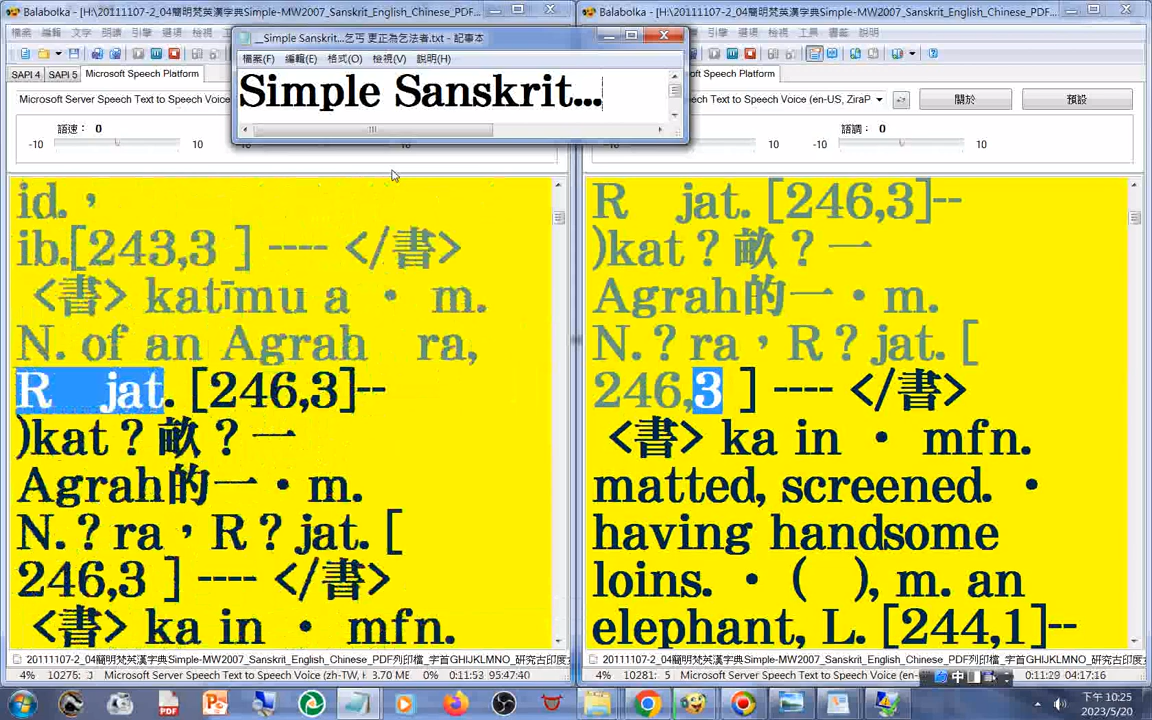 Balabolka - [H:\20111107-2_04簡明梵英漢字典Simple-MW2007_Sanskrit_English_Chinese_PDF...
Balabolka - [H:\20111107-2_04簡明梵英漢字典Simple-MW2007_Sanskrit_English_Chinese_PDF...
__Simple Sanskrit...乞丐 更正為乞法者.txt - 記事本
檔案(F) 編輯(E) 格式(O) 檢視(V) 說明(H)
Simple Sanskrit...
SAPI 4 SAPI 5 Microsoft Speech Platform
Microsoft Server Speech Text to Speech Voice
ct to Speech Voice (en-US, ZiraP
關於
預設
語速： 0
-10 10
語調： 0
10 -10 10
id.，
ib.[243,3 ] ---- </書>
<書> katīmu a • m.
N. of an Agrah ra,
R jat. [246,3]--
)kat？畝？一
Agrah的一・m.
N.？ra，R？jat. [
246,3 ] ---- </書>
<書> ka in • mfn.
R jat. [246,3]--
)kat？畝？一
Agrah的一・m.
N.？ra，R？jat. [
246,3 ] ---- </書>
<書> ka in • mfn.
matted, screened. •
having handsome
loins. • ( ), m. an
elephant, L. [244,1]--
20111107-2_04簡明梵英漢字典Simple-MW2007_Sanskrit_English_Chinese_PDF列印檔_字首GHIJKLMNO_研究古印度
20111107-2_04簡明梵英漢字典Simple-MW2007_Sanskrit_English_Chinese_PDF列印檔_字首GHIJKLMNO_研究古印度
4% 10275: J Microsoft Server Speech Text to Speech Voice (zh-TW, 3.70 ME 0% 0:11:53 95:47:40
4% 10281: 5 Microsoft Server Speech Text to Speech Voice 0:11:29 04:17:16
中
下午 10:25
2023/5/20